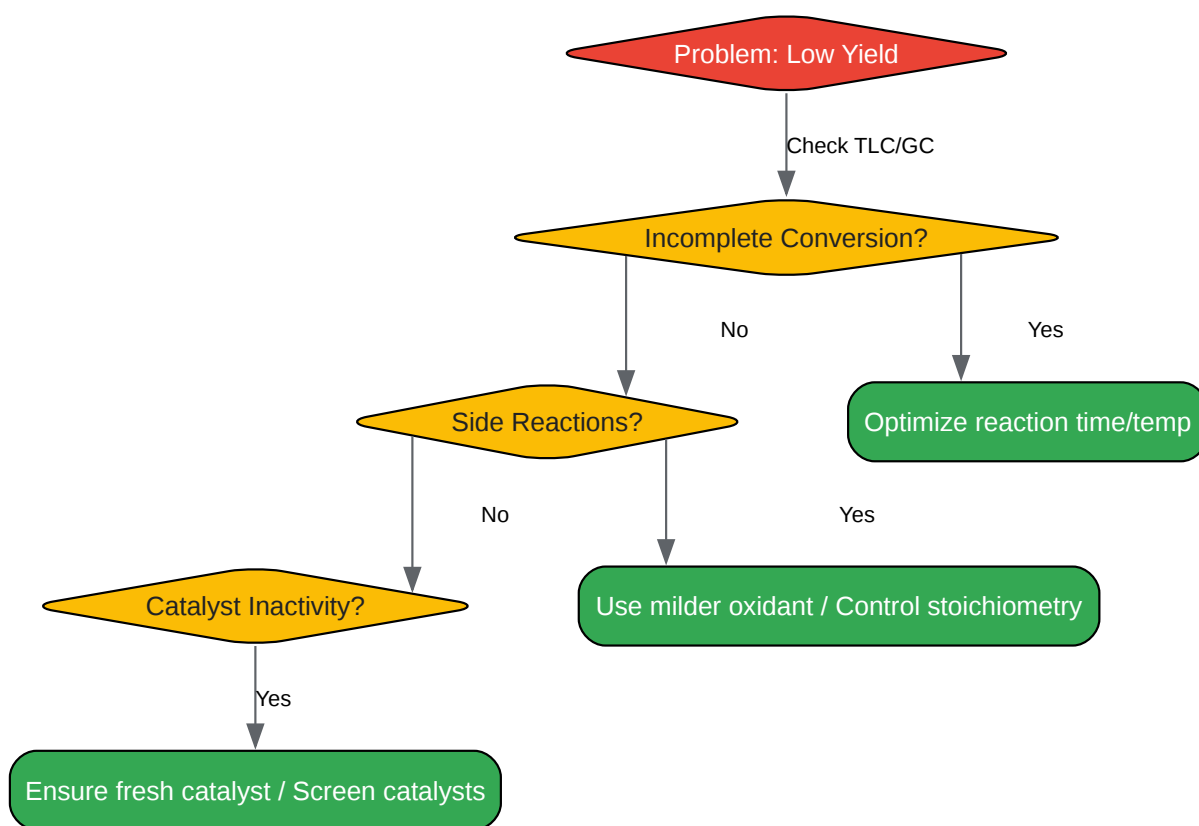 Problem: Low Yield
Check TLC/GC
Incomplete Conversion?
No
Yes
Side Reactions?
Optimize reaction time/temp
No
Yes
Catalyst Inactivity?
Use milder oxidant / Control stoichiometry
Yes
Ensure fresh catalyst / Screen catalysts